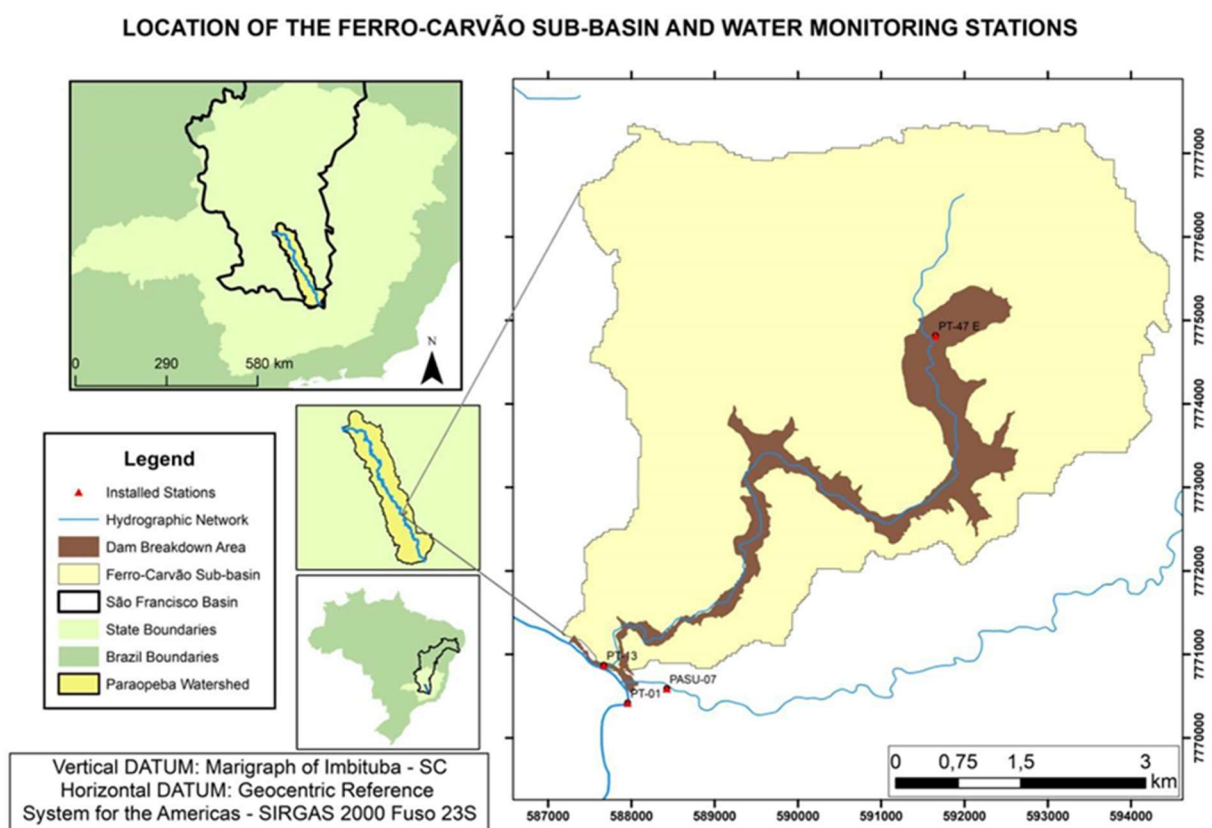 LOCATION OF THE FERRO-CARVÃO SUB-BASIN AND WATER MONITORING STATIONS
N
0 290 580 km
Legend
Installed Stations
Hydrographic Network
Dam Breakdown Area
Ferro-Carvão Sub-basin
São Francisco Basin
State Boundaries
Brazil Boundaries
Paraopeba Watershed
Vertical DATUM: Marigraph of Imbituba - SC
Horizontal DATUM: Geocentric Reference
System for the Americas - SIRGAS 2000 Fuso 23S
PT-47 E
PT-13
PT-01
PASU-07
7777000
7776000
7775000
7774000
7773000
7772000
7771000
7770000
0 0,75 1,5 3
km
587000 588000 589000 590000 591000 592000 593000 594000